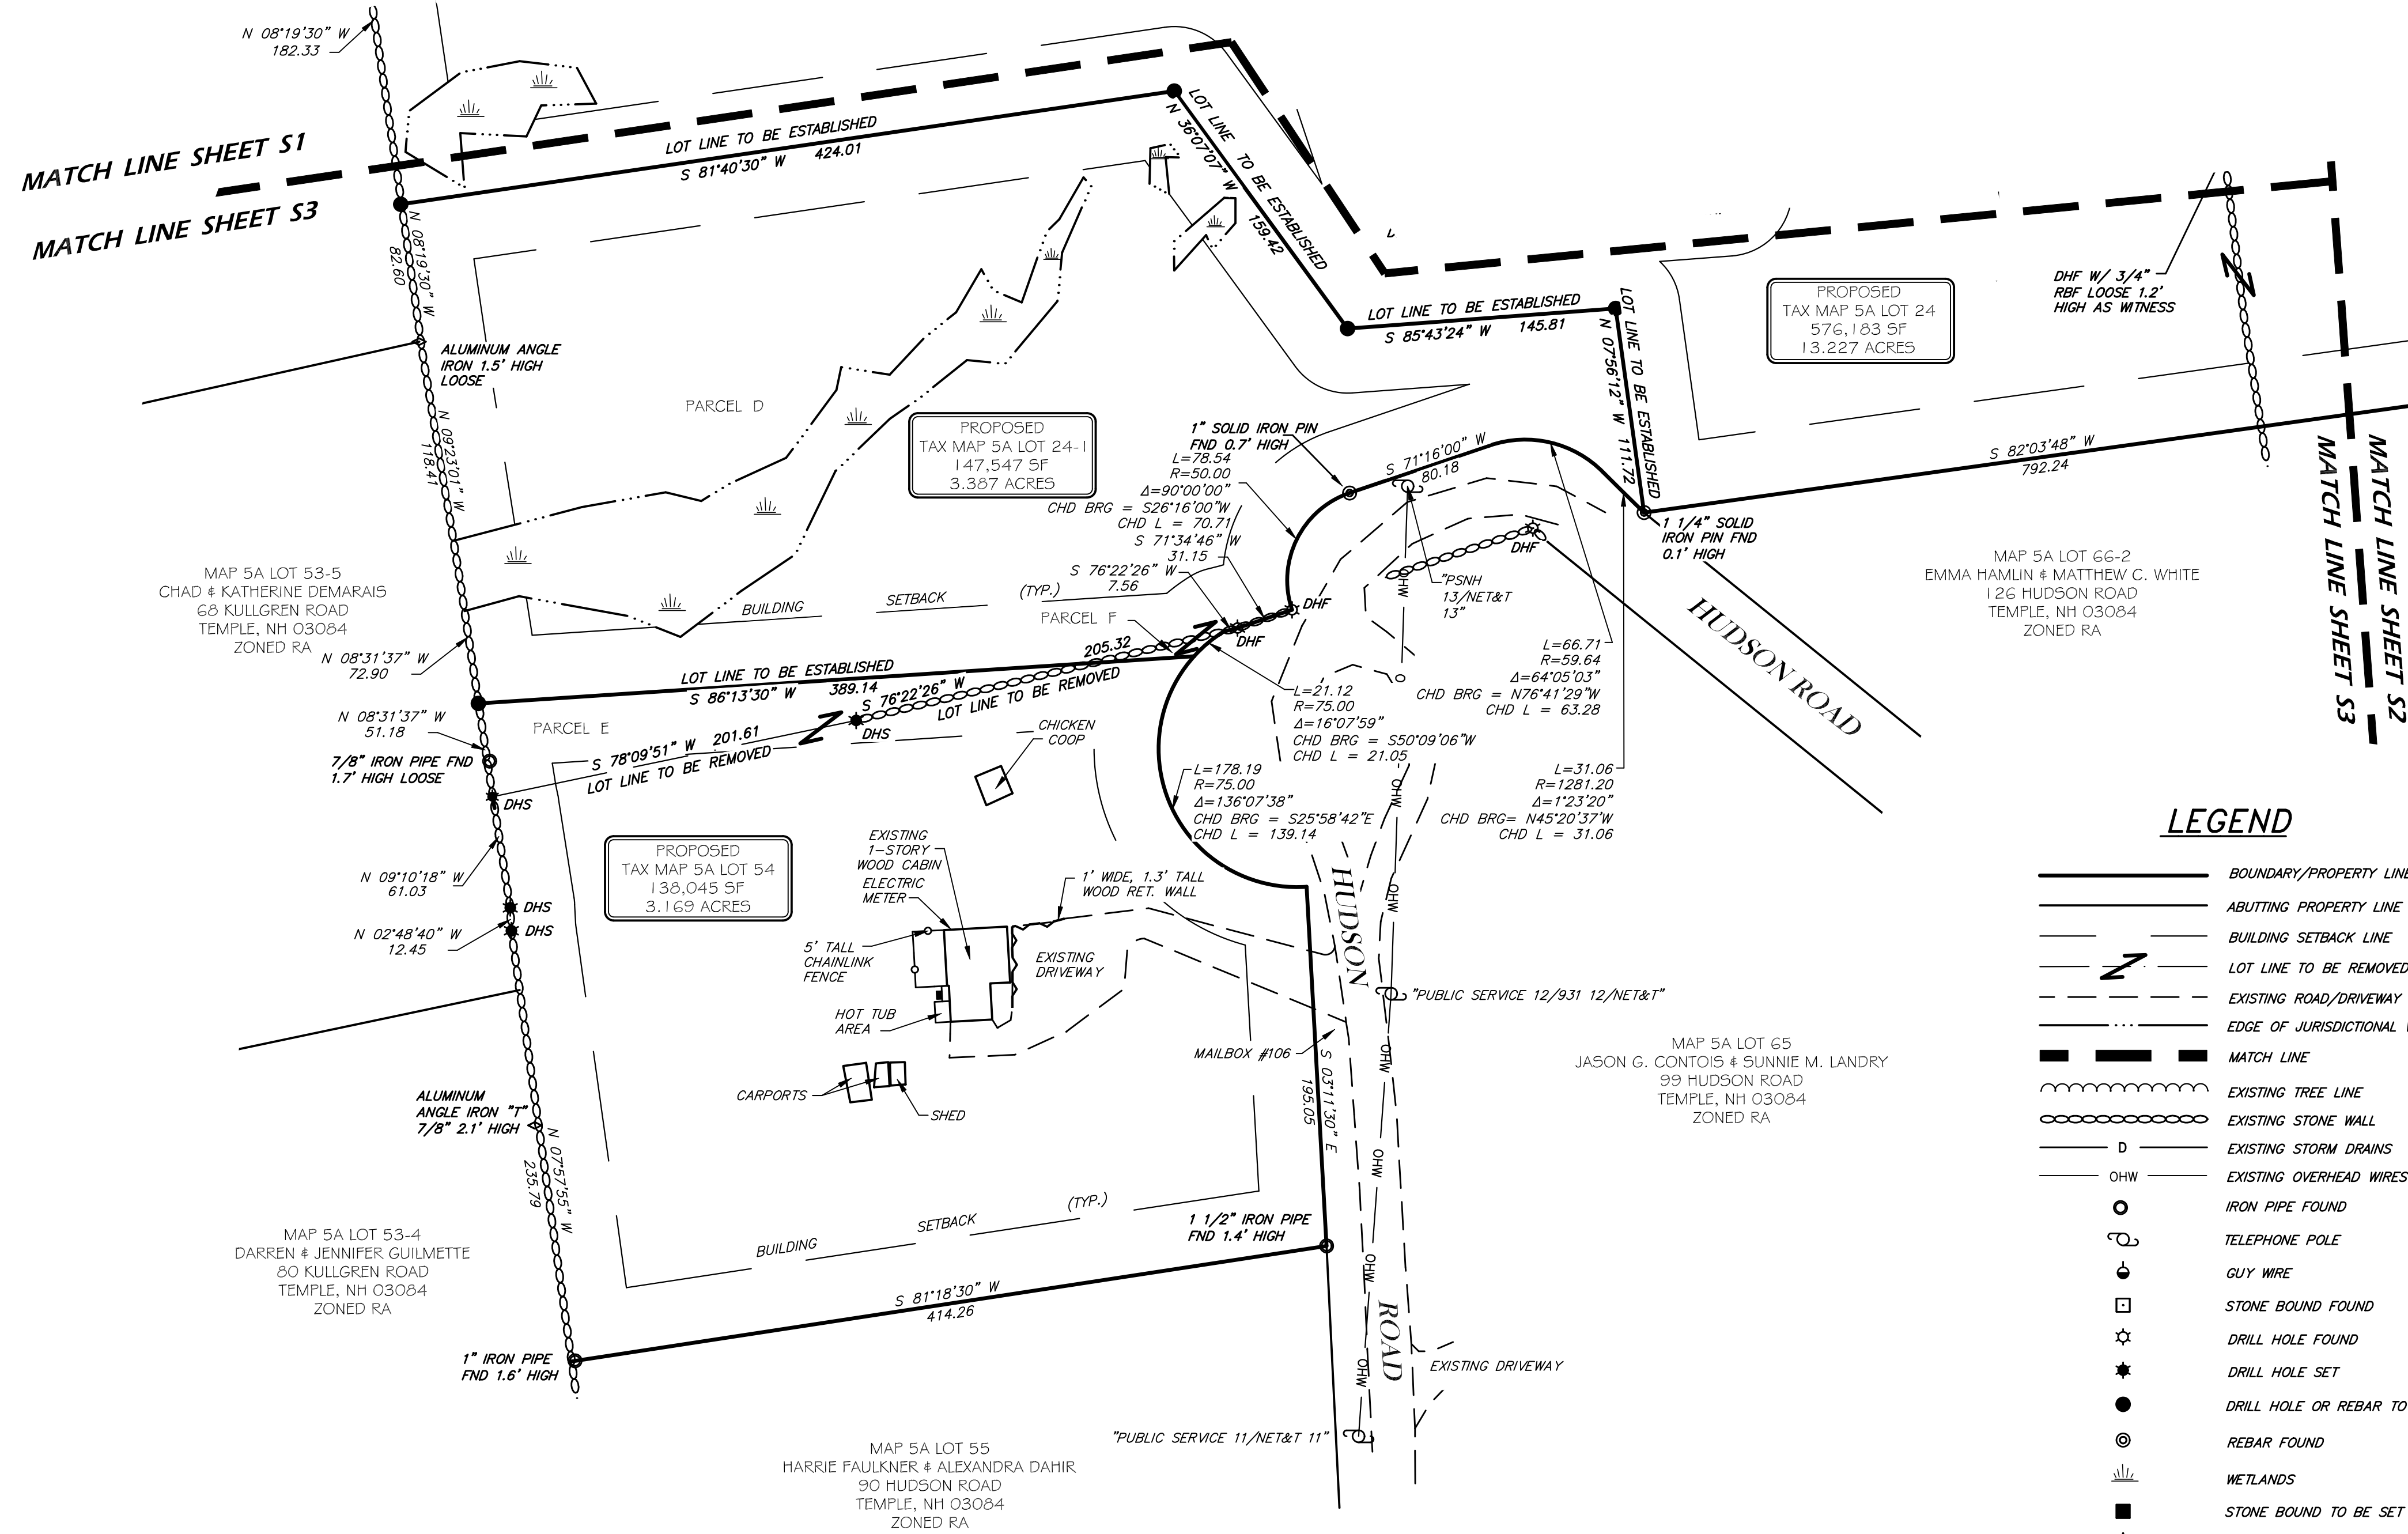 N 08°19'30" W
182.33
MATCH LINE SHEET S1
MATCH LINE SHEET S3
LOT LINE TO BE ESTABLISHED
S 81°40'30" W 424.01
LOT LINE TO BE ESTABLISHED
N 36°07'07" W
159.42
N 08°19'30" W
82.60
LOT LINE TO BE ESTABLISHED
S 85°43'24" W 145.81
LOT LINE TO BE ESTABLISHED
N 07°56'12" W 111.72
PROPOSED
TAX MAP 5A LOT 24
576,183 SF
13.227 ACRES
DHF W/ 3/4"
RBF LOOSE 1.2'
HIGH AS WITNESS
ALUMINUM ANGLE
IRON 1.5' HIGH
LOOSE
N 09°23'01" W
118.41
PARCEL D
PROPOSED
TAX MAP 5A LOT 24-1
147,547 SF
3.387 ACRES
1" SOLID IRON PIN
FND 0.7' HIGH
L=78.54
R=50.00
Δ=90°00'00"
CHD BRG = S26°16'00"W
CHD L = 70.71
S 71°34'46" W
31.15
S 76°22'26" W
7.56
S 71°16'00" W
80.18
S 82°03'48" W
792.24
MATCH LINE SHEET S3
MATCH LINE SHEET S2
1 1/4" SOLID
IRON PIN FND
0.1' HIGH
DHF
OHW
"PSNH
13/NET&T
13"
MAP 5A LOT 66-2
EMMA HAMLIN & MATTHEW C. WHITE
126 HUDSON ROAD
TEMPLE, NH 03084
ZONED RA
HUDSON ROAD
MAP 5A LOT 53-5
CHAD & KATHERINE DEMARAIS
68 KULLGREN ROAD
TEMPLE, NH 03084
ZONED RA
N 08°31'37" W
72.90
BUILDING SETBACK (TYP.)
PARCEL F
DHF
DHF
205.32
LOT LINE TO BE ESTABLISHED
S 86°13'30" W 389.14
S 76°22'26" W
LOT LINE TO BE REMOVED
N 08°31'37" W
51.18
PARCEL E
7/8" IRON PIPE FND
1.7' HIGH LOOSE
S 78°09'51" W 201.61
LOT LINE TO BE REMOVED
DHS
DHS
CHICKEN
COOP
L=66.71
R=59.64
Δ=64°05'03"
CHD BRG = N76°41'29"W
CHD L = 63.28
L=21.12
R=75.00
Δ=16°07'59"
CHD BRG = S50°09'06"W
CHD L = 21.05
L=178.19
R=75.00
Δ=136°07'38"
CHD BRG = S25°58'42"E
CHD L = 139.14
OHW
L=31.06
R=1281.20
Δ=1°23'20"
CHD BRG= N45°20'37"W
CHD L = 31.06
N 09°10'18" W
61.03
PROPOSED
TAX MAP 5A LOT 54
138,045 SF
3.169 ACRES
EXISTING
1-STORY
WOOD CABIN
ELECTRIC
METER
1' WIDE, 1.3' TALL
WOOD RET. WALL
DHS
DHS
N 02°48'40" W
12.45
5' TALL
CHAINLINK
FENCE
EXISTING
DRIVEWAY
HUDSON
OHW
HOT TUB
AREA
"PUBLIC SERVICE 12/931 12/NET&T"
MAILBOX #106
OHW
S 03°11'30" E
195.05
MAP 5A LOT 65
JASON G. CONTOIS & SUNNIE M. LANDRY
99 HUDSON ROAD
TEMPLE, NH 03084
ZONED RA
CARPORTS
SHED
ALUMINUM
ANGLE IRON "T"
7/8" 2.1' HIGH
N 07°57'55" W
235.79
OHW
BUILDING SETBACK (TYP.)
1 1/2" IRON PIPE
FND 1.4' HIGH
MAP 5A LOT 53-4
DARREN & JENNIFER GUILMETTE
80 KULLGREN ROAD
TEMPLE, NH 03084
ZONED RA
S 81°18'30" W
414.26
OHW
ROAD
OHW
EXISTING DRIVEWAY
1" IRON PIPE
FND 1.6' HIGH
"PUBLIC SERVICE 11/NET&T 11"
MAP 5A LOT 55
HARRIE FAULKNER & ALEXANDRA DAHIR
90 HUDSON ROAD
TEMPLE, NH 03084
ZONED RA
LEGEND
BOUNDARY/PROPERTY LINE
ABUTTING PROPERTY LINE
BUILDING SETBACK LINE
LOT LINE TO BE REMOVED
EXISTING ROAD/DRIVEWAY
EDGE OF JURISDICTIONAL
MATCH LINE
EXISTING TREE LINE
EXISTING STONE WALL
D EXISTING STORM DRAINS
OHW EXISTING OVERHEAD WIRES
IRON PIPE FOUND
TELEPHONE POLE
GUY WIRE
STONE BOUND FOUND
DRILL HOLE FOUND
DRILL HOLE SET
DRILL HOLE OR REBAR TO
REBAR FOUND
WETLANDS
STONE BOUND TO BE SET